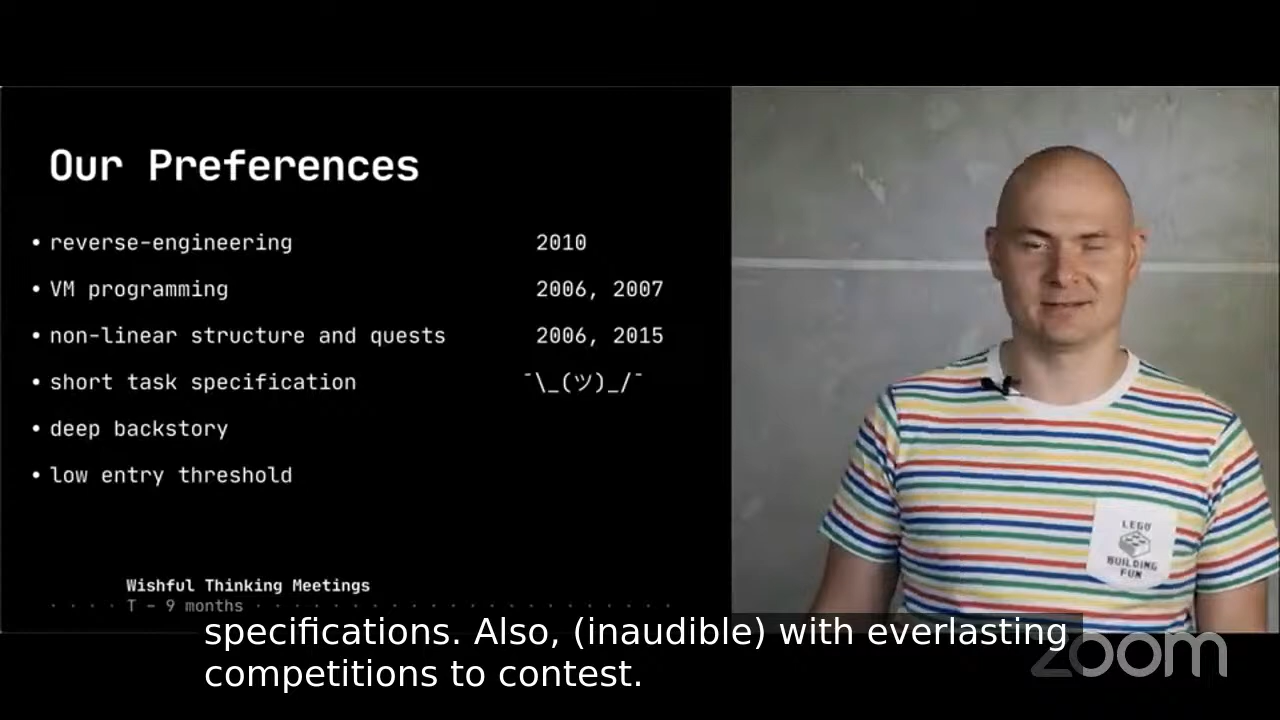 Our Preferences
• reverse-engineering 2010
• VM programming 2006, 2007
• non-linear structure and quests 2006, 2015
• short task specification ¯\_(ツ)_/¯
• deep backstory
• low entry threshold
Wishful Thinking Meetings
T - 9 months
LEGO
BUILDING
FUN
specifications. Also, (inaudible) with everlasting
competitions to contest.
zoom